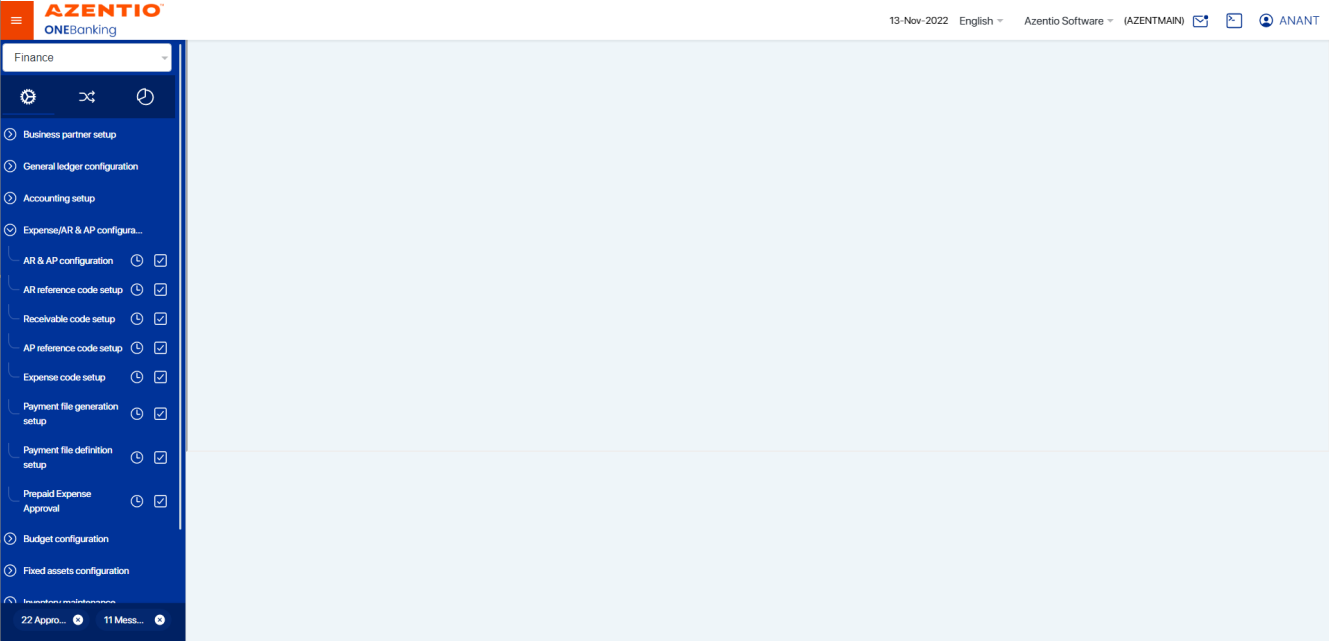 AZENTIO
ONEBanking
13-Nov-2022 English Azentio Software (AZENTMAIN) ANANT
Finance
Business partner setup
General ledger configuration
Accounting setup
Expense/AR & AP configura...
AR & AP configuration
AR reference code setup
Receivable code setup
AP reference code setup
Expense code setup
Payment file generation
setup
Payment file definition
setup
Prepaid Expense
Approval
Budget configuration
Fixed assets configuration
Inventory maintenance
22 Appro... 11 Mess...